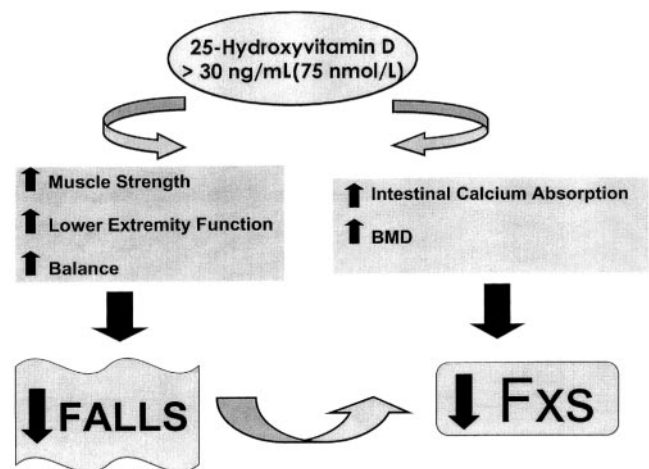 25-Hydroxyvitamin D
> 30 ng/mL(75 nmol/L)
Muscle Strength
Lower Extremity Function
Balance
Intestinal Calcium Absorption
BMD
FALLS
Fxs